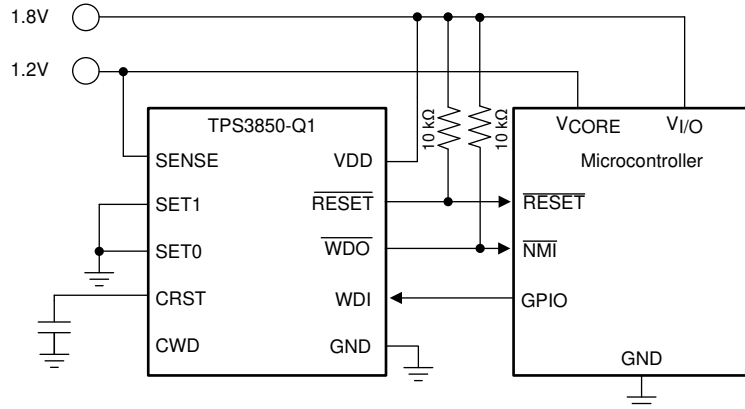 1.8V
1.2V
TPS3850-Q1
SENSE
SET1
SET0
CRST
CWD
VDD
RESET
WDO
WDI
GND
10 kΩ
10 kΩ
VCORE
VI/O
Microcontroller
RESET
NMI
GPIO
GND